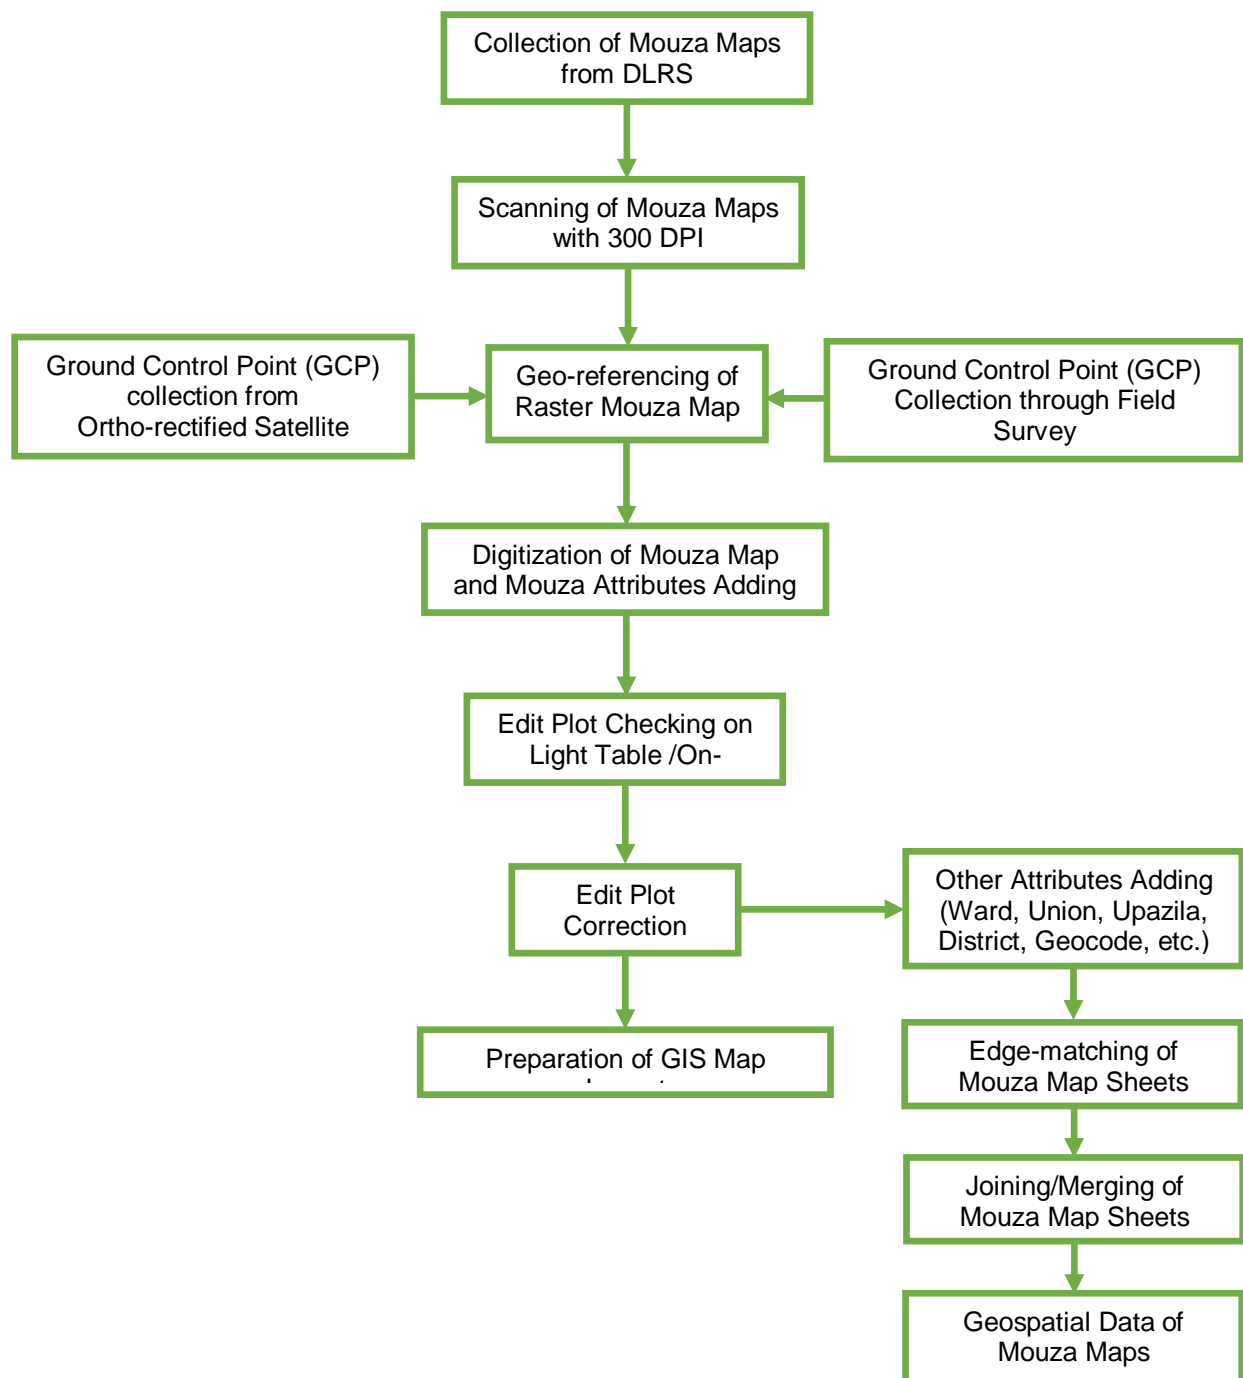 Collection of Mouza Maps
from DLRS
Scanning of Mouza Maps
with 300 DPI
Ground Control Point (GCP)
collection from
Ortho-rectified Satellite
Geo-referencing of
Raster Mouza Map
Ground Control Point (GCP)
Collection through Field
Survey
Digitization of Mouza Map
and Mouza Attributes Adding
Edit Plot Checking on
Light Table /On-
Edit Plot
Correction
Other Attributes Adding
(Ward, Union, Upazila,
District, Geocode, etc.)
Preparation of GIS Map
Edge-matching of
Mouza Map Sheets
Joining/Merging of
Mouza Map Sheets
Geospatial Data of
Mouza Maps